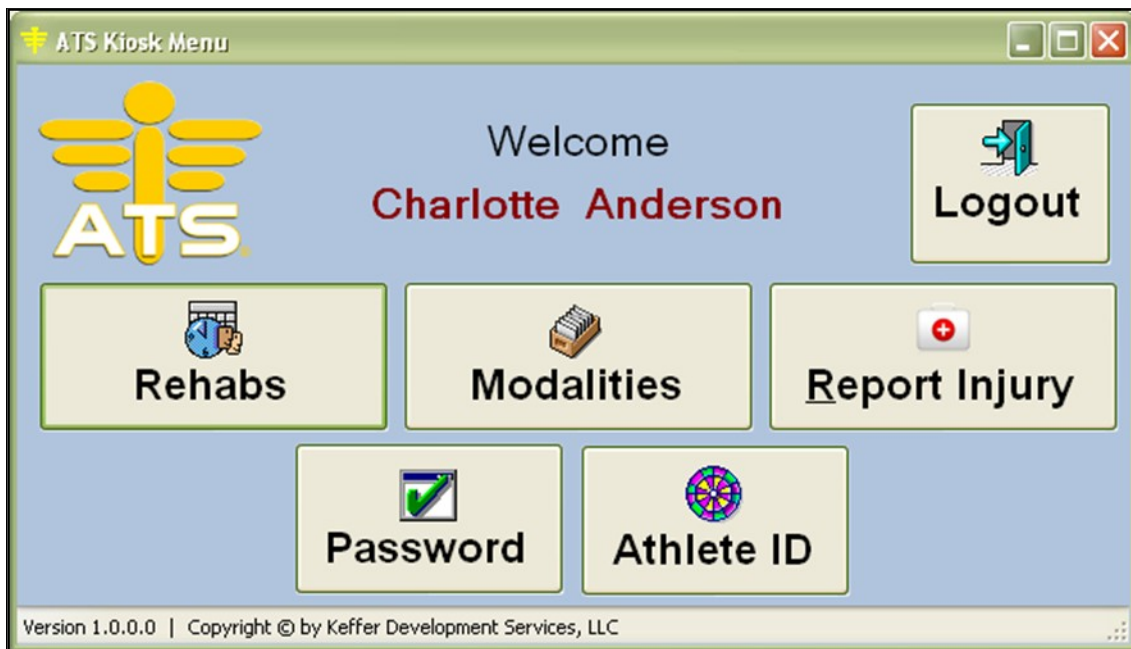 ATS Kiosk Menu
ATS®
Welcome
Charlotte Anderson
Logout
Rehabs
Modalities
Report Injury
Password
Athlete ID
Version 1.0.0.0 | Copyright © by Keffer Development Services, LLC